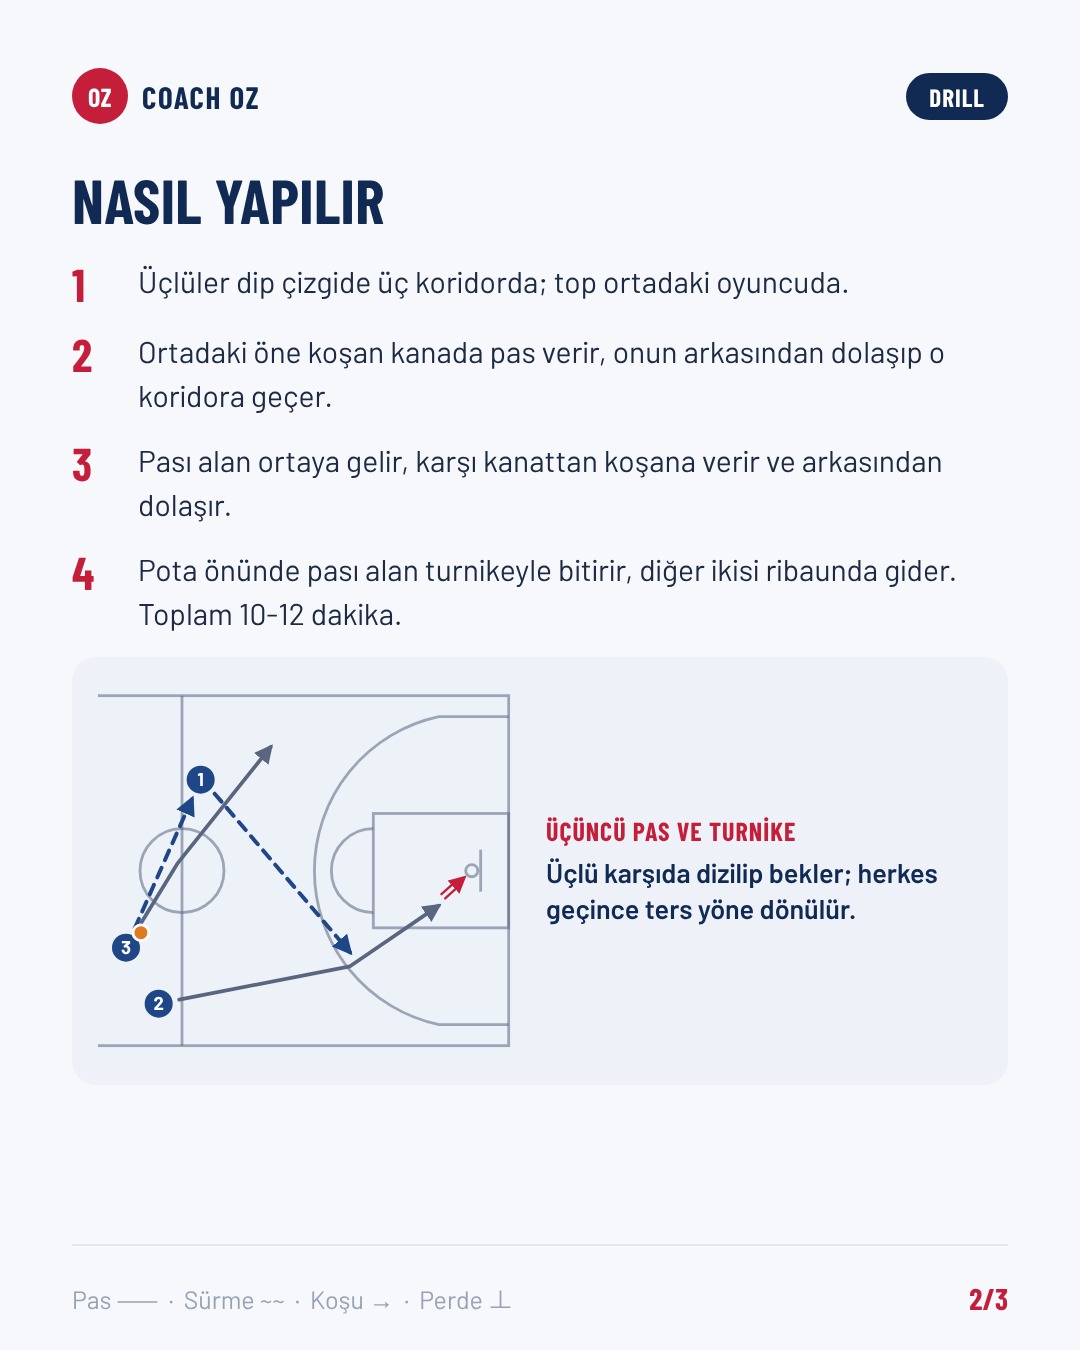 OZ COACH OZ
DRILL
NASIL YAPILIR
1 Üçlüler dip çizgide üç koridorda; top ortadaki oyuncuda.
2 Ortadaki öne koşan kanada pas verir, onun arkasından dolaşıp o
koridora geçer.
3 Pası alan ortaya gelir, karşı kanattan koşana verir ve arkasından
dolaşır.
4 Pota önünde pası alan turnikeyle bitirir, diğer ikisi ribaunda gider.
Toplam 10-12 dakika.
1
3
2
ÜÇÜNCÜ PAS VE TURNİKE
Üçlü karşıda dizilip bekler; herkes
geçince ters yöne dönülür.
Pas —— · Sürme ~~ · Koşu → · Perde ⊥
2/3